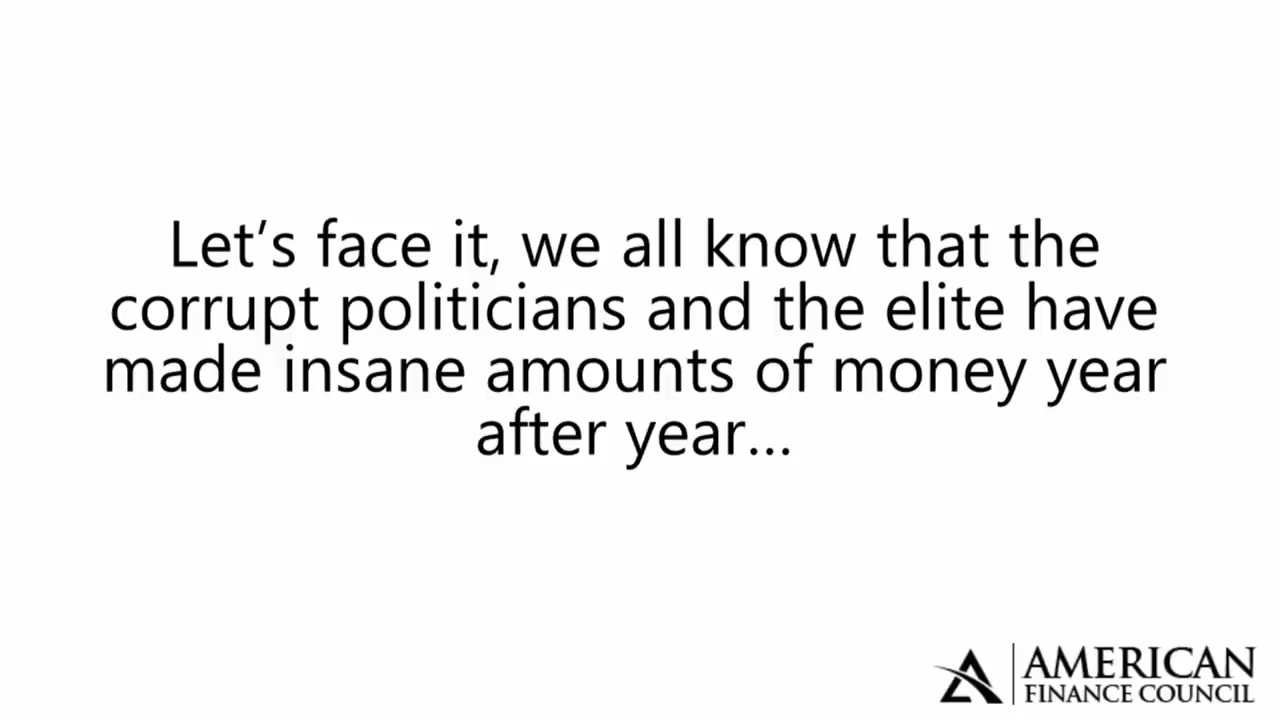 Let’s face it, we all know that the
corrupt politicians and the elite have
made insane amounts of money year
after year...
AMERICAN
FINANCE COUNCIL